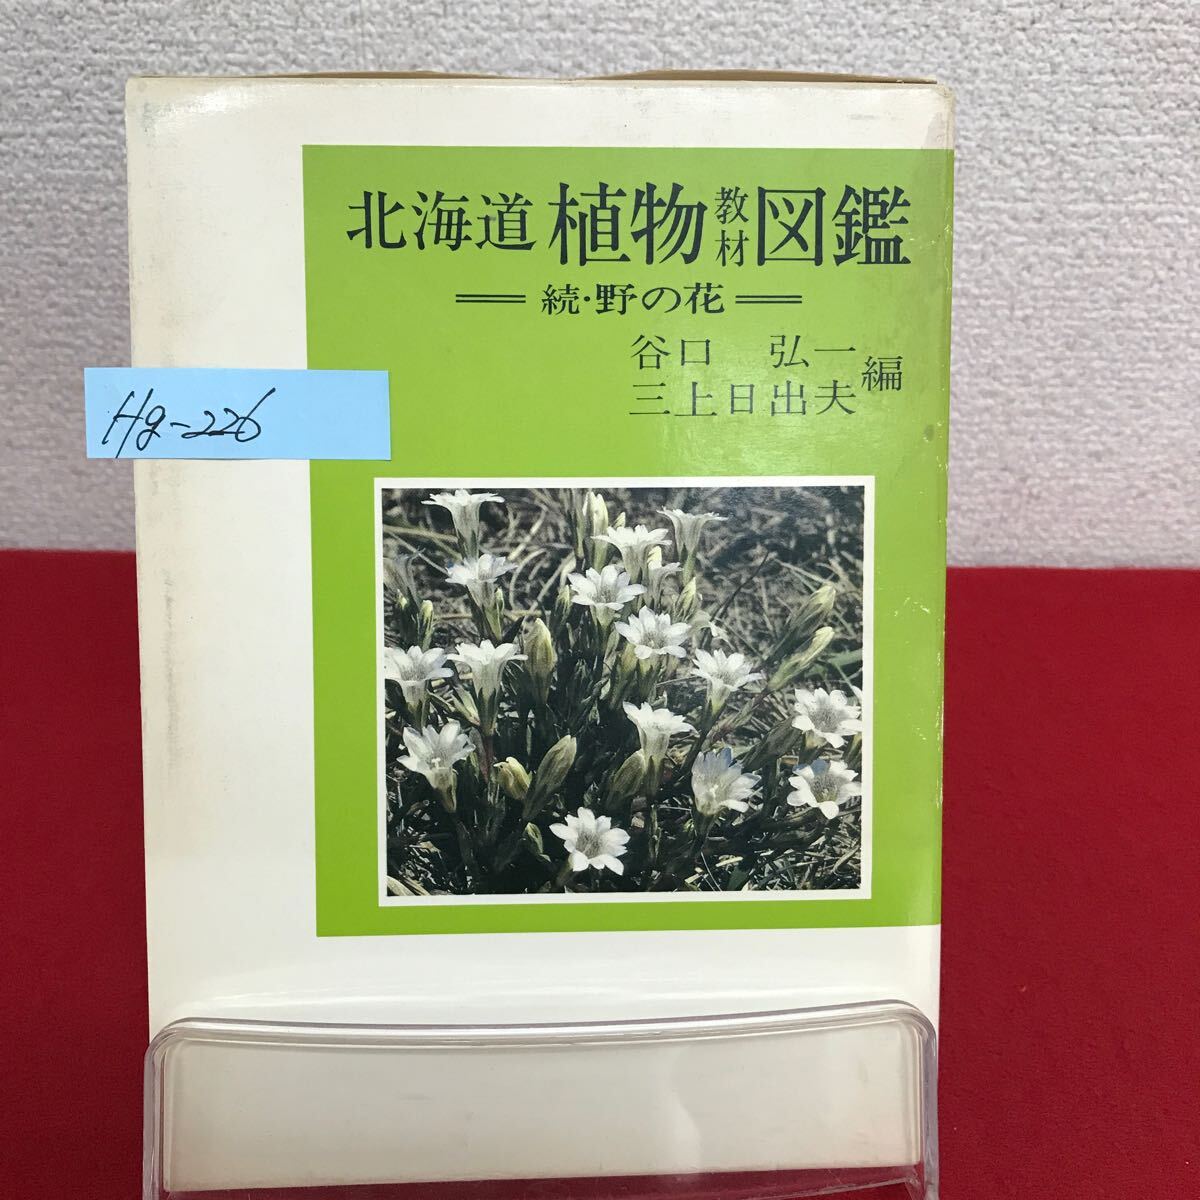 北海道植物教材図鑑
続・野の花
谷口 弘一
三上日出夫 編
Hg-226